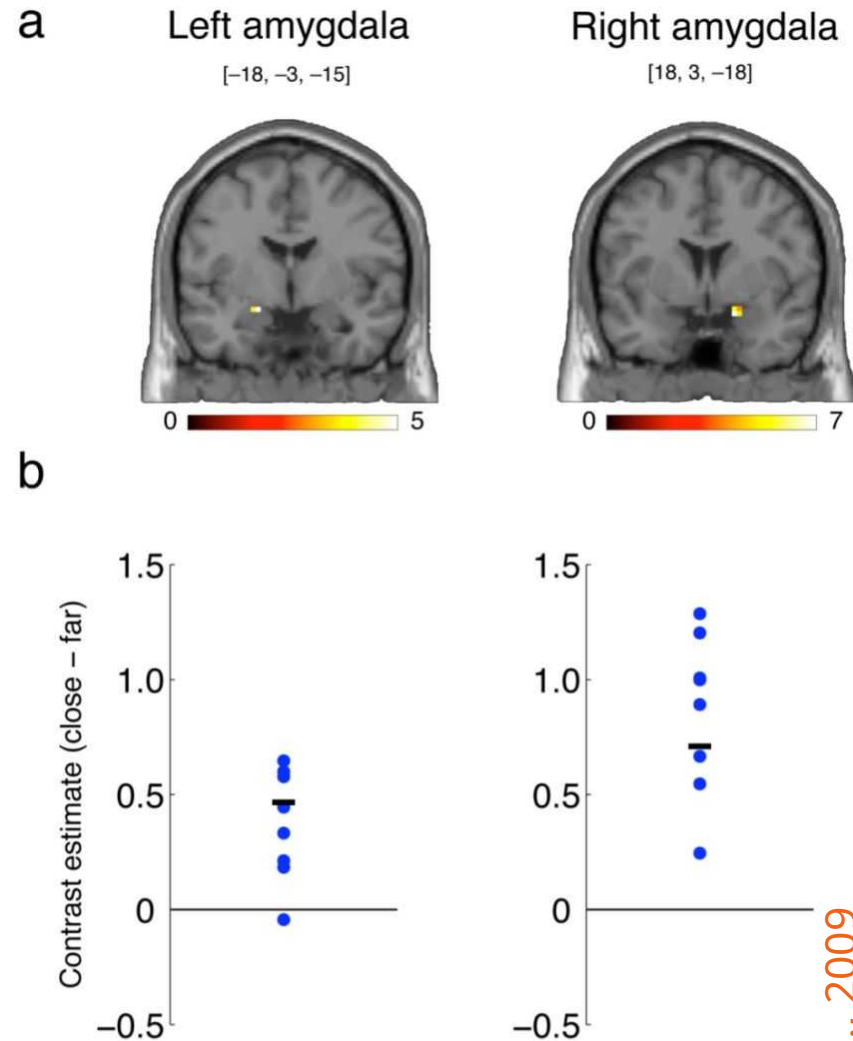 a
Left amygdala
[–18, –3, –15]
Right amygdala
[18, 3, –18]
0
5
0
7
b
Contrast estimate (close – far)
1.5
1.0
0.5
0
–0.5
1.5
1.0
0.5
0
–0.5
2009